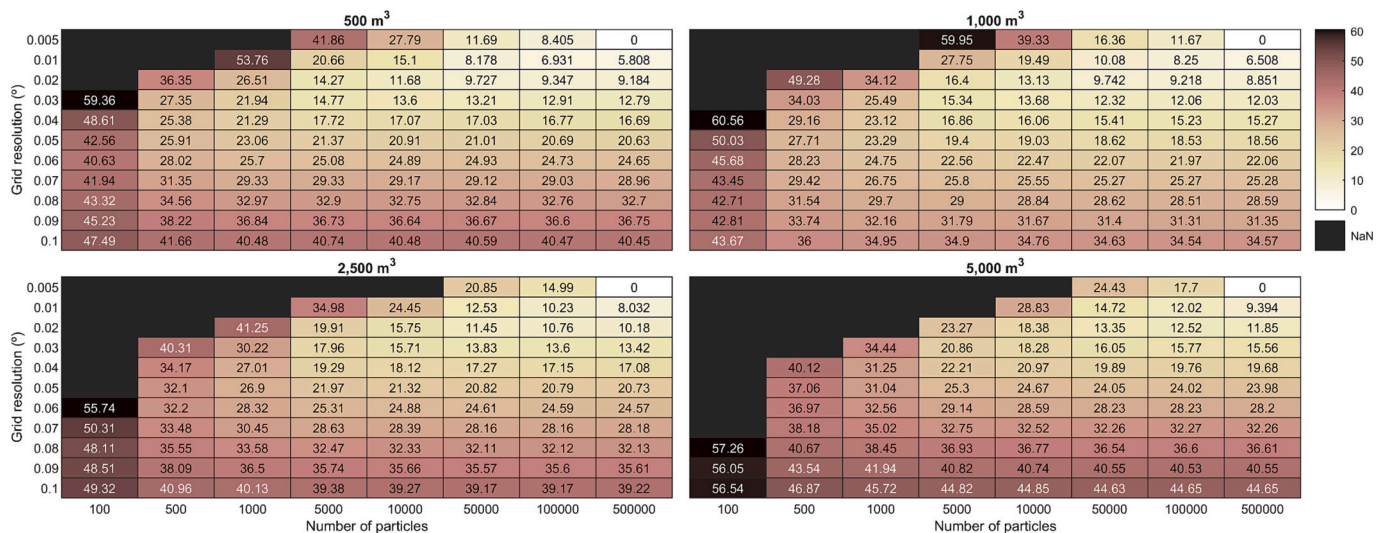 500 m³ 1,000 m³
0.005 41.86 27.79 11.69 8.405 0 59.95 39.33 16.36 11.67 0 60
0.01 53.76 20.66 15.1 8.178 6.931 5.808 27.75 19.49 10.08 8.25 6.508 50
0.02 36.35 26.51 14.27 11.68 9.727 9.347 9.184 49.28 34.12 16.4 13.13 9.742 9.218 8.851
0.03 59.36 27.35 21.94 14.77 13.6 13.21 12.91 12.79 34.03 25.49 15.34 13.68 12.32 12.06 12.03 40
0.04 48.61 25.38 21.29 17.72 17.07 17.03 16.77 16.69 60.56 29.16 23.12 16.86 16.06 15.41 15.23 15.27 30
0.05 42.56 25.91 23.06 21.37 20.91 21.01 20.69 20.63 50.03 27.71 23.29 19.4 19.03 18.62 18.53 18.56
0.06 40.63 28.02 25.7 25.08 24.89 24.93 24.73 24.65 45.68 28.23 24.75 22.56 22.47 22.07 21.97 22.06 20
0.07 41.94 31.35 29.33 29.33 29.17 29.12 29.03 28.96 43.45 29.42 26.75 25.8 25.55 25.27 25.27 25.28 10
0.08 43.32 34.56 32.97 32.9 32.75 32.84 32.76 32.7 42.71 31.54 29.7 29 28.84 28.62 28.51 28.59 0
0.09 45.23 38.22 36.84 36.73 36.64 36.67 36.6 36.75 42.81 33.74 32.16 31.79 31.67 31.4 31.31 31.35
0.1 47.49 41.66 40.48 40.74 40.48 40.59 40.47 40.45 43.67 36 34.95 34.9 34.76 34.63 34.54 34.57 NaN
Grid resolution (º)
2,500 m³ 5,000 m³
0.005 20.85 14.99 0 24.43 17.7 0
0.01 34.98 24.45 12.53 10.23 8.032 28.83 14.72 12.02 9.394
0.02 41.25 19.91 15.75 11.45 10.76 10.18 23.27 18.38 13.35 12.52 11.85
0.03 40.31 30.22 17.96 15.71 13.83 13.6 13.42 34.44 20.86 18.28 16.05 15.77 15.56
0.04 34.17 27.01 19.29 18.12 17.27 17.15 17.08 40.12 31.25 22.21 20.97 19.89 19.76 19.68
0.05 32.1 26.9 21.97 21.32 20.82 20.79 20.73 37.06 31.04 25.3 24.67 24.05 24.02 23.98
0.06 55.74 32.2 28.32 25.31 24.88 24.61 24.59 24.57 36.97 32.56 29.14 28.59 28.23 28.23 28.2
0.07 50.31 33.48 30.45 28.63 28.39 28.16 28.16 28.18 38.18 35.02 32.75 32.52 32.26 32.26 32.27
0.08 48.11 35.55 33.58 32.47 32.33 32.11 32.12 32.13 57.26 40.67 38.45 36.93 36.77 36.54 36.6 36.61
0.09 48.51 38.09 36.5 35.74 35.66 35.57 35.6 35.61 56.05 43.54 41.94 40.82 40.74 40.55 40.53 40.55
0.1 49.32 40.96 40.13 39.38 39.27 39.17 39.17 39.22 56.54 46.87 45.72 44.82 44.85 44.63 44.65 44.65
Grid resolution (º)
100 500 1000 5000 10000 50000 100000 500000 100 500 1000 5000 10000 50000 100000 500000
Number of particles Number of particles